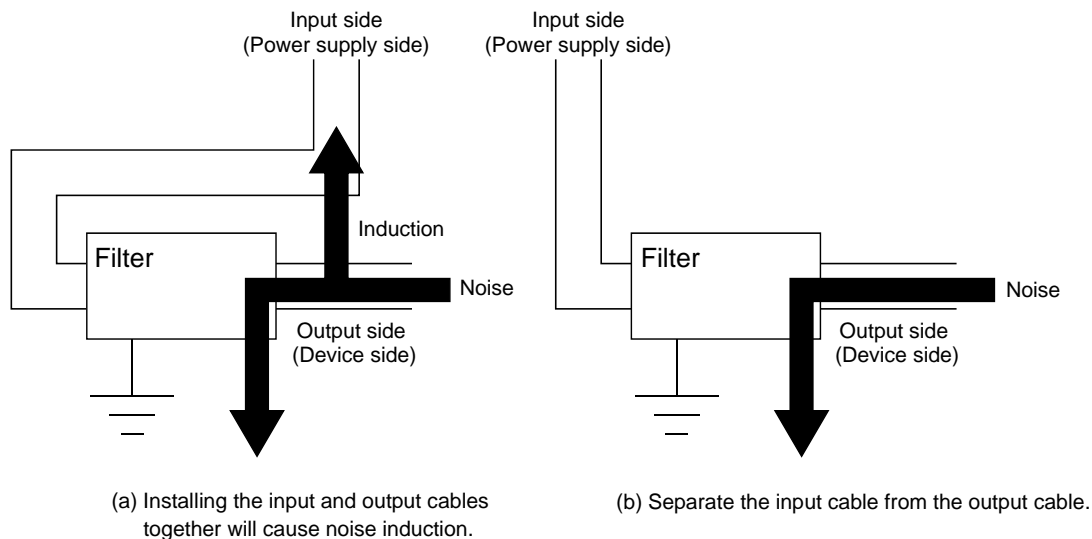 Input side
(Power supply side)
Induction
Filter
Noise
Output side
(Device side)
(a) Installing the input and output cables
together will cause noise induction.
Input side
(Power supply side)
Filter
Noise
Output side
(Device side)
(b) Separate the input cable from the output cable.